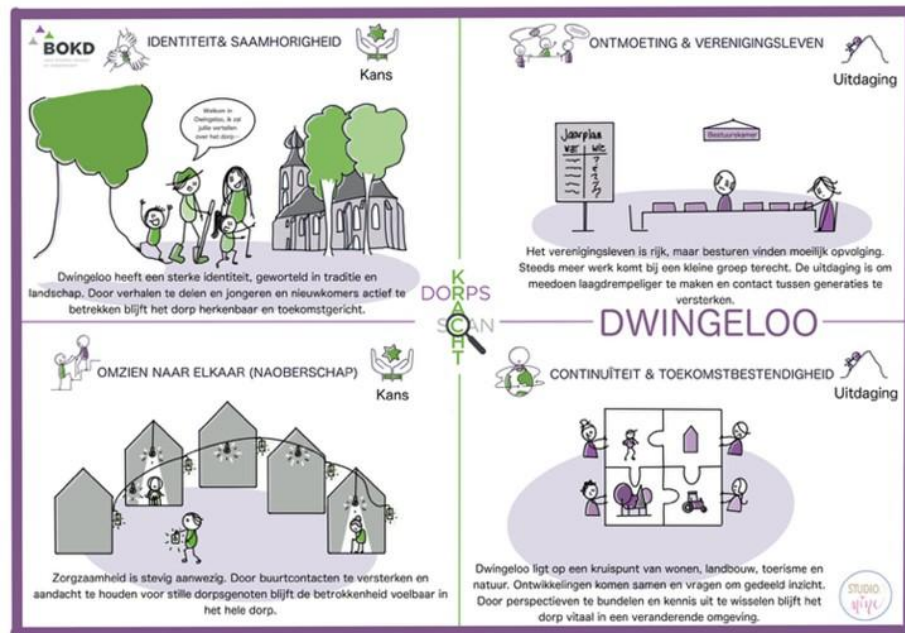 BOKD
IDENTITEIT& SAAMHORIGHEID
Kans
Welkom in
Dwingeloo, ik zal
jullie vertellen
over het dorp...
Dwingeloo heeft een sterke identiteit, geworteld in traditie en
landschap. Door verhalen te delen en jongeren en nieuwkomers actief te
betrekken blijft het dorp herkenbaar en toekomstgericht.
ONTMOETING & VERENIGINGSLEVEN
Uitdaging
Jaarplan
WAT WIE
?
?
?
?
?
Bestuurskamer
Het verenigingsleven is rijk, maar besturen vinden moeilijk opvolging.
Steeds meer werk komt bij een kleine groep terecht. De uitdaging is om
meedoen laagdrempeliger te maken en contact tussen generaties te
versterken.
DORPS
KRACHT
SCAN
DWINGELOO
OMZIEN NAAR ELKAAR (NAOBERSCHAP)
Kans
Zorgzaamheid is stevig aanwezig. Door buurtcontacten te versterken en
aandacht te houden voor stille dorpsgenoten blijft de betrokkenheid voelbaar in
het hele dorp.
CONTINUÏTEIT & TOEKOMSTBESTENDIGHEID
Uitdaging
Dwingeloo ligt op een kruispunt van wonen, landbouw, toerisme en
natuur. Ontwikkelingen komen samen en vragen om gedeeld inzicht.
Door perspectieven te bundelen en kennis uit te wisselen blijft het
dorp vitaal in een veranderende omgeving.
STUDIO